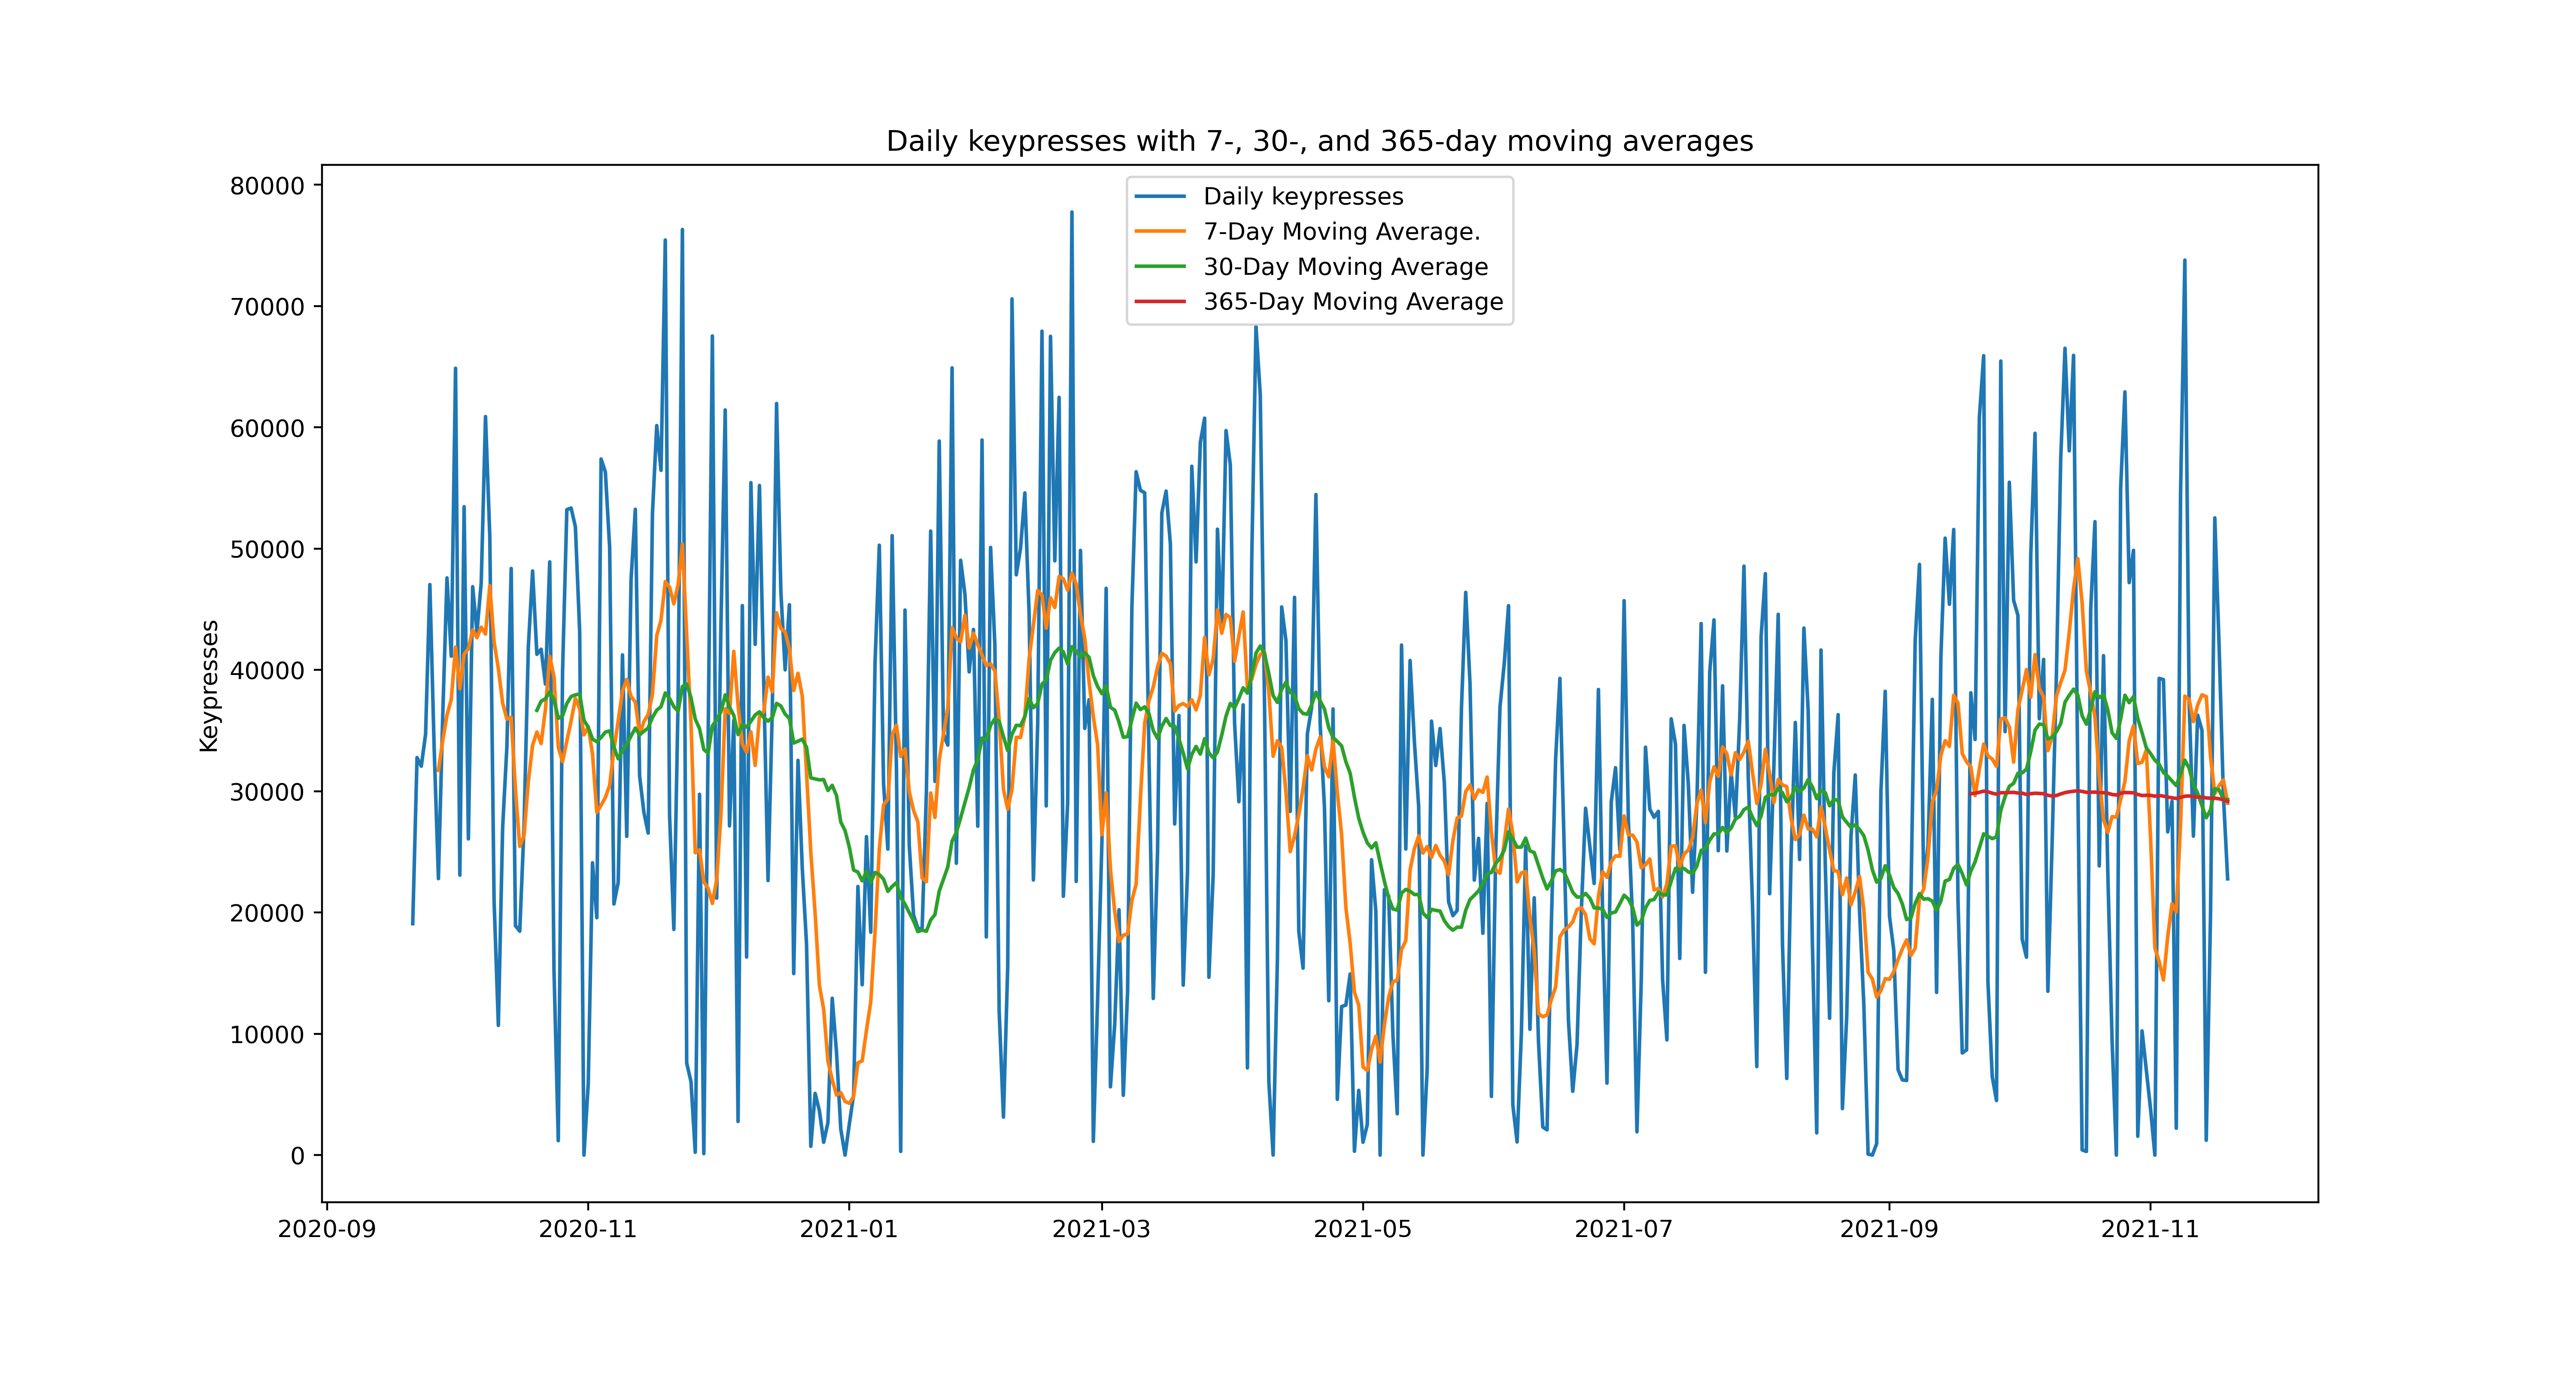 Daily keypresses with 7-, 30-, and 365-day moving averages
Daily keypresses
7-Day Moving Average.
30-Day Moving Average
365-Day Moving Average
Keypresses
80000
70000
60000
50000
40000
30000
20000
10000
0
2020-09 2020-11 2021-01 2021-03 2021-05 2021-07 2021-09 2021-11